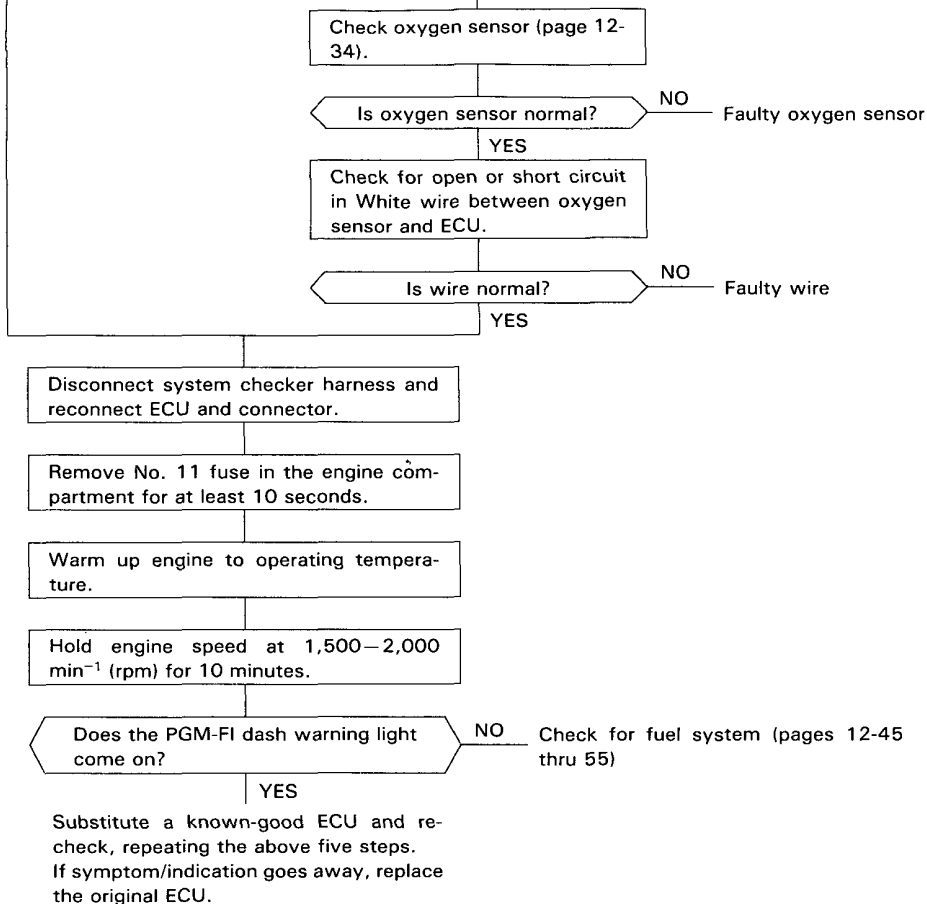 Check oxygen sensor (page 12-
34).
Is oxygen sensor normal?
NO
Faulty oxygen sensor
YES
Check for open or short circuit
in White wire between oxygen
sensor and ECU.
Is wire normal?
NO
Faulty wire
YES
Disconnect system checker harness and
reconnect ECU and connector.
Remove No. 11 fuse in the engine com-
partment for at least 10 seconds.
Warm up engine to operating tempera-
ture.
Hold engine speed at 1,500—2,000
min⁻¹ (rpm) for 10 minutes.
Does the PGM-FI dash warning light
come on?
NO
Check for fuel system (pages 12-45
thru 55)
YES
Substitute a known-good ECU and re-
check, repeating the above five steps.
If symptom/indication goes away, replace
the original ECU.